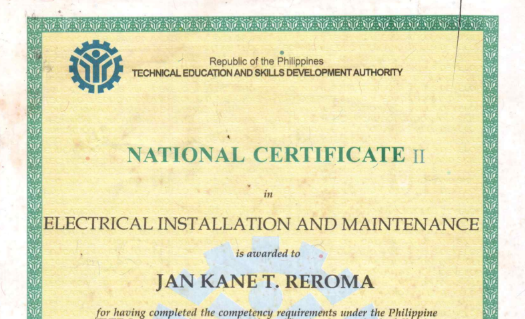 Republic of the Philippines
TECHNICAL EDUCATION AND SKILLS DEVELOPMENT AUTHORITY
NATIONAL CERTIFICATE II
in
ELECTRICAL INSTALLATION AND MAINTENANCE
is awarded to
JAN KANE T. REROMA
for having completed the competency requirements under the Philippine